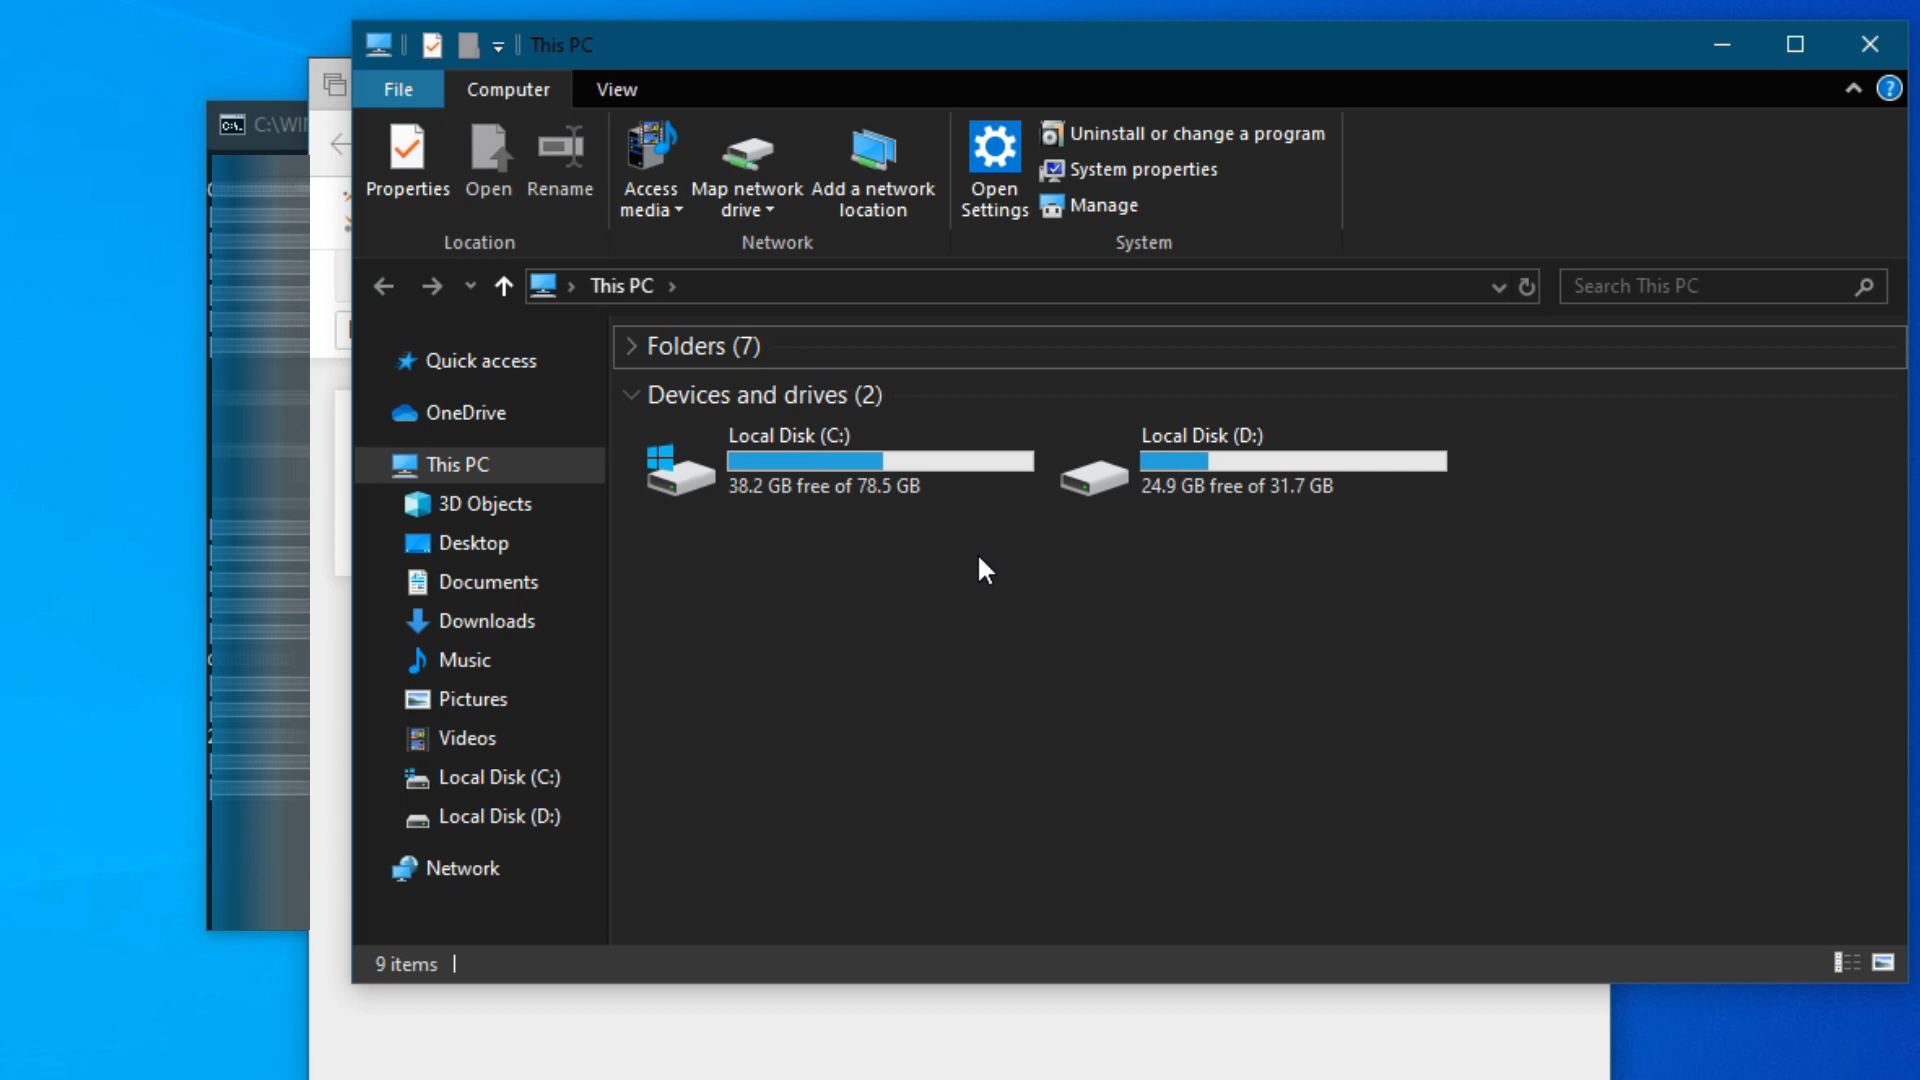 This PC
C:\WI
File
Computer
View
Properties
Open
Rename
Access media
Map network drive
Add a network location
Open Settings
Uninstall or change a program
System properties
Manage
Location
Network
System
This PC
Search This PC
Quick access
OneDrive
This PC
3D Objects
Desktop
Documents
Downloads
Music
Pictures
Videos
Local Disk (C:)
Local Disk (D:)
Network
Folders (7)
Devices and drives (2)
Local Disk (C:)
38.2 GB free of 78.5 GB
Local Disk (D:)
24.9 GB free of 31.7 GB
9 items